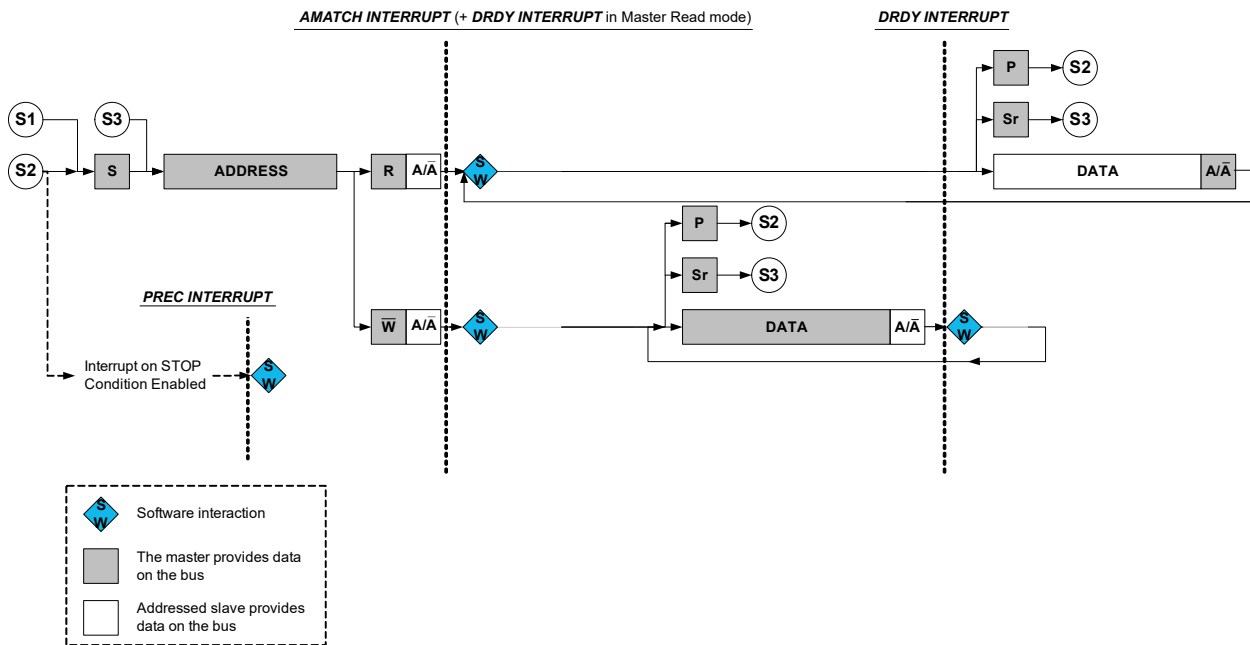 AMATCH INTERRUPT (+ DRDY INTERRUPT in Master Read mode)
DRDY INTERRUPT
P
S2
S1
S3
Sr
S3
S2
S
ADDRESS
R
A/A̅
S
W
DATA
A/A̅
P
S2
Sr
S3
PREC INTERRUPT
W̅
A/A̅
S
W
DATA
A/A̅
S
W
Interrupt on STOP
Condition Enabled
S
W
S
W
Software interaction
The master provides data
on the bus
Addressed slave provides
data on the bus